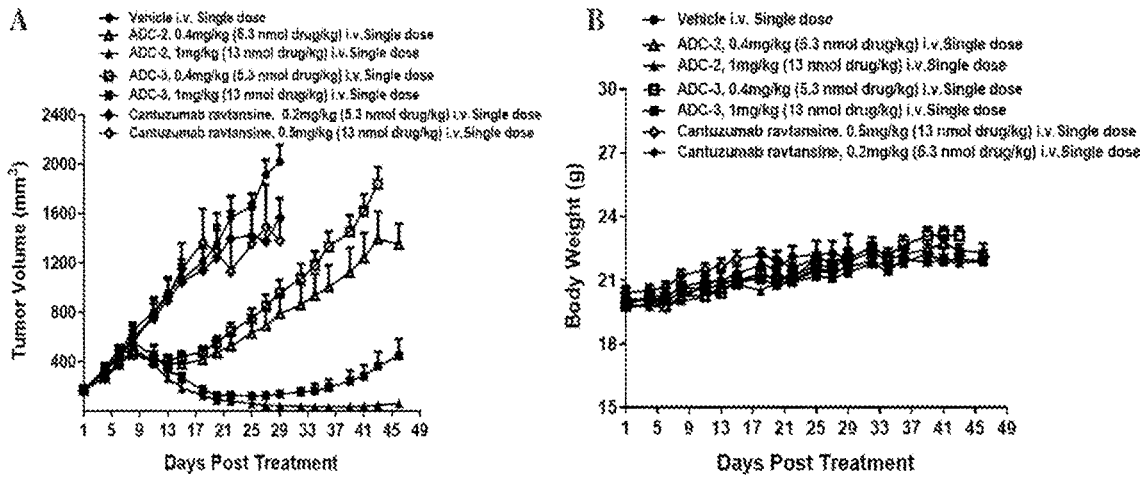 A
Vehicle i.v. Single dose
ADC-2, 0.4mg/kg (5.3 nmol drug/kg) i.v.Single dose
ADC-2, 1mg/kg (13 nmol drug/kg) i.v.Single dose
ADC-3, 0.4mg/kg (5.3 nmol drug/kg) i.v.Single dose
ADC-3, 1mg/kg (13 nmol drug/kg) i.v.Single dose
Cantuzumab ravtansine, 0.2mg/kg (5.3 nmol drug/kg) i.v.Single dose
Cantuzumab ravtansine, 0.5mg/kg (13 nmol drug/kg) i.v.Single dose
Tumor Volume (mm³)
2400
2000
1600
1200
800
400
1 5 9 13 17 21 25 29 33 37 41 45 49
Days Post Treatment
B
Vehicle i.v. Single dose
ADC-2, 0.4mg/kg (5.3 nmol drug/kg) i.v.Single dose
ADC-2, 1mg/kg (13 nmol drug/kg) i.v.Single dose
ADC-3, 0.4mg/kg (5.3 nmol drug/kg) i.v.Single dose
ADC-3, 1mg/kg (13 nmol drug/kg) i.v.Single dose
Cantuzumab ravtansine, 0.5mg/kg (13 nmol drug/kg) i.v.Single dose
Cantuzumab ravtansine, 0.2mg/kg (5.3 nmol drug/kg) i.v.Single dose
Body Weight (g)
30
27
23
21
19
15
1 5 9 13 17 21 25 29 33 37 41 45 49
Days Post Treatment